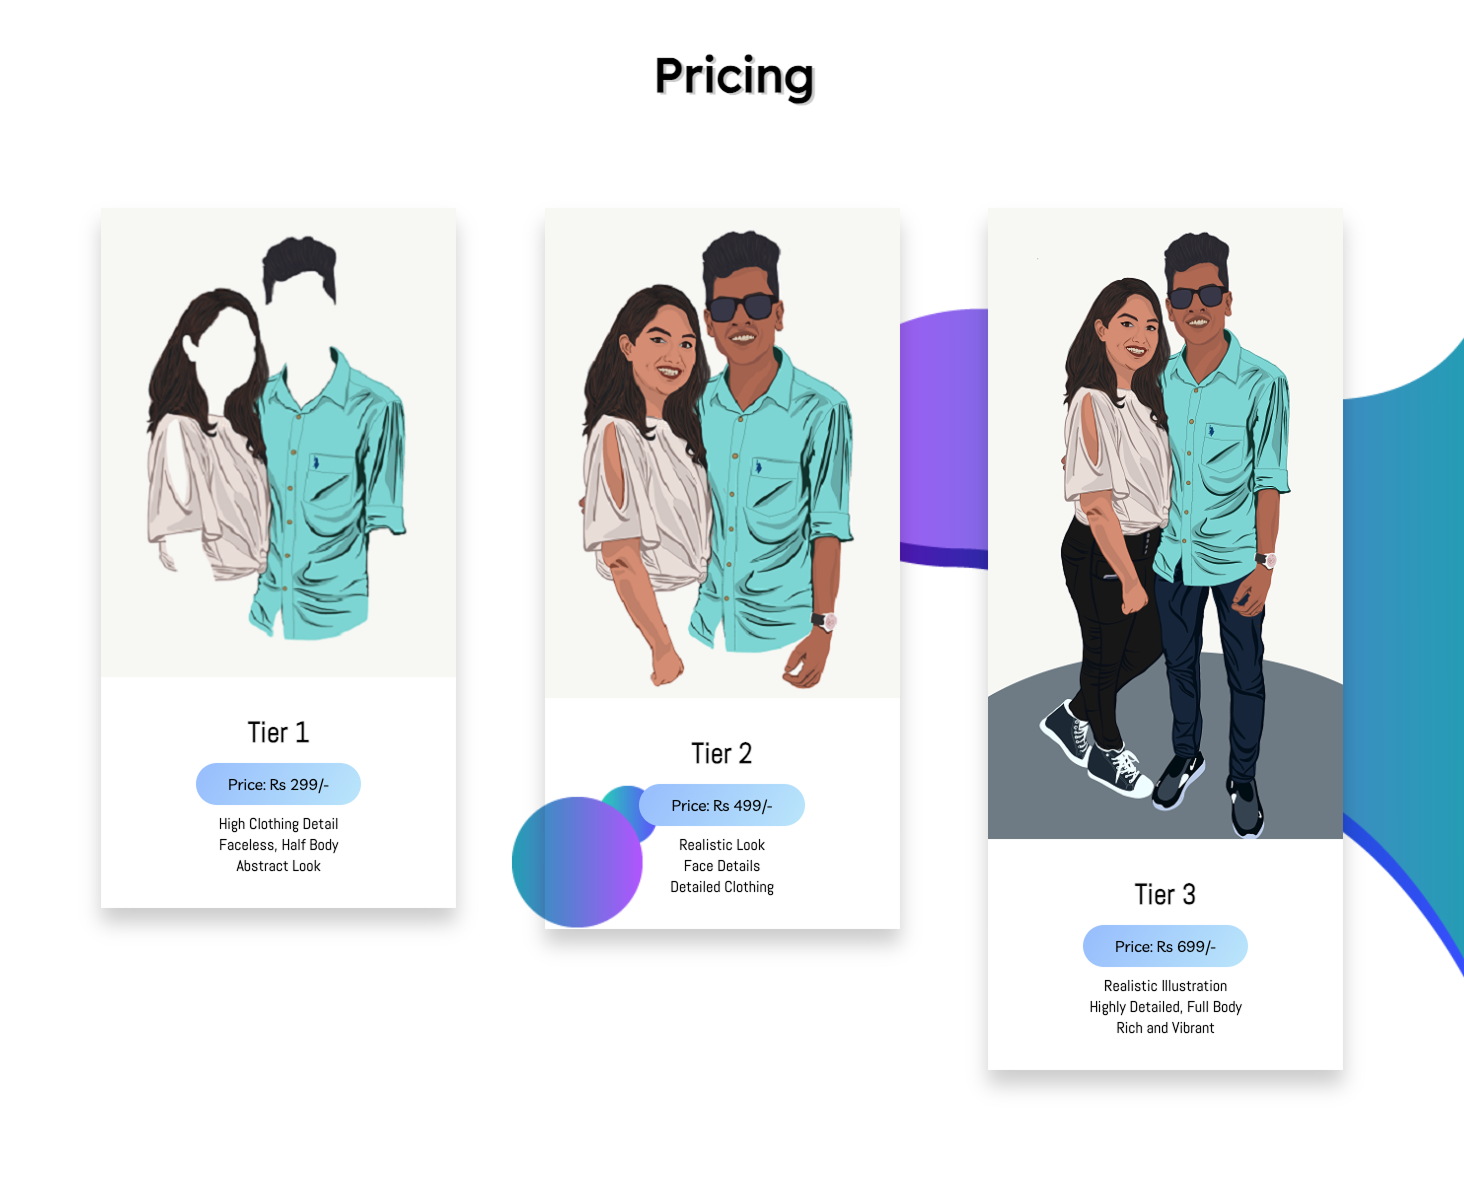 Pricing
Tier 1
Price: Rs 299/-
High Clothing Detail
Faceless, Half Body
Abstract Look
Tier 2
Price: Rs 499/-
Realistic Look
Face Details
Detailed Clothing
Tier 3
Price: Rs 699/-
Realistic Illustration
Highly Detailed, Full Body
Rich and Vibrant